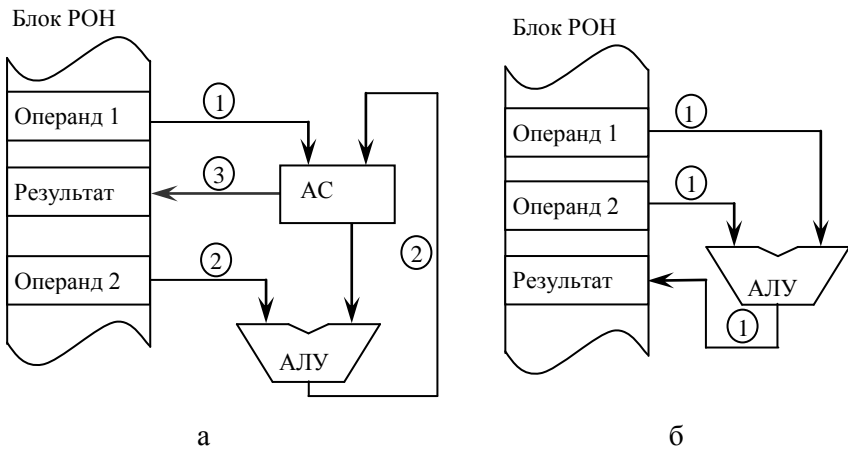 Блок РОН
Операнд 1
1
3
Результат
АС
2
Операнд 2
2
АЛУ
а
Блок РОН
Операнд 1
1
Операнд 2
1
Результат
АЛУ
1
б